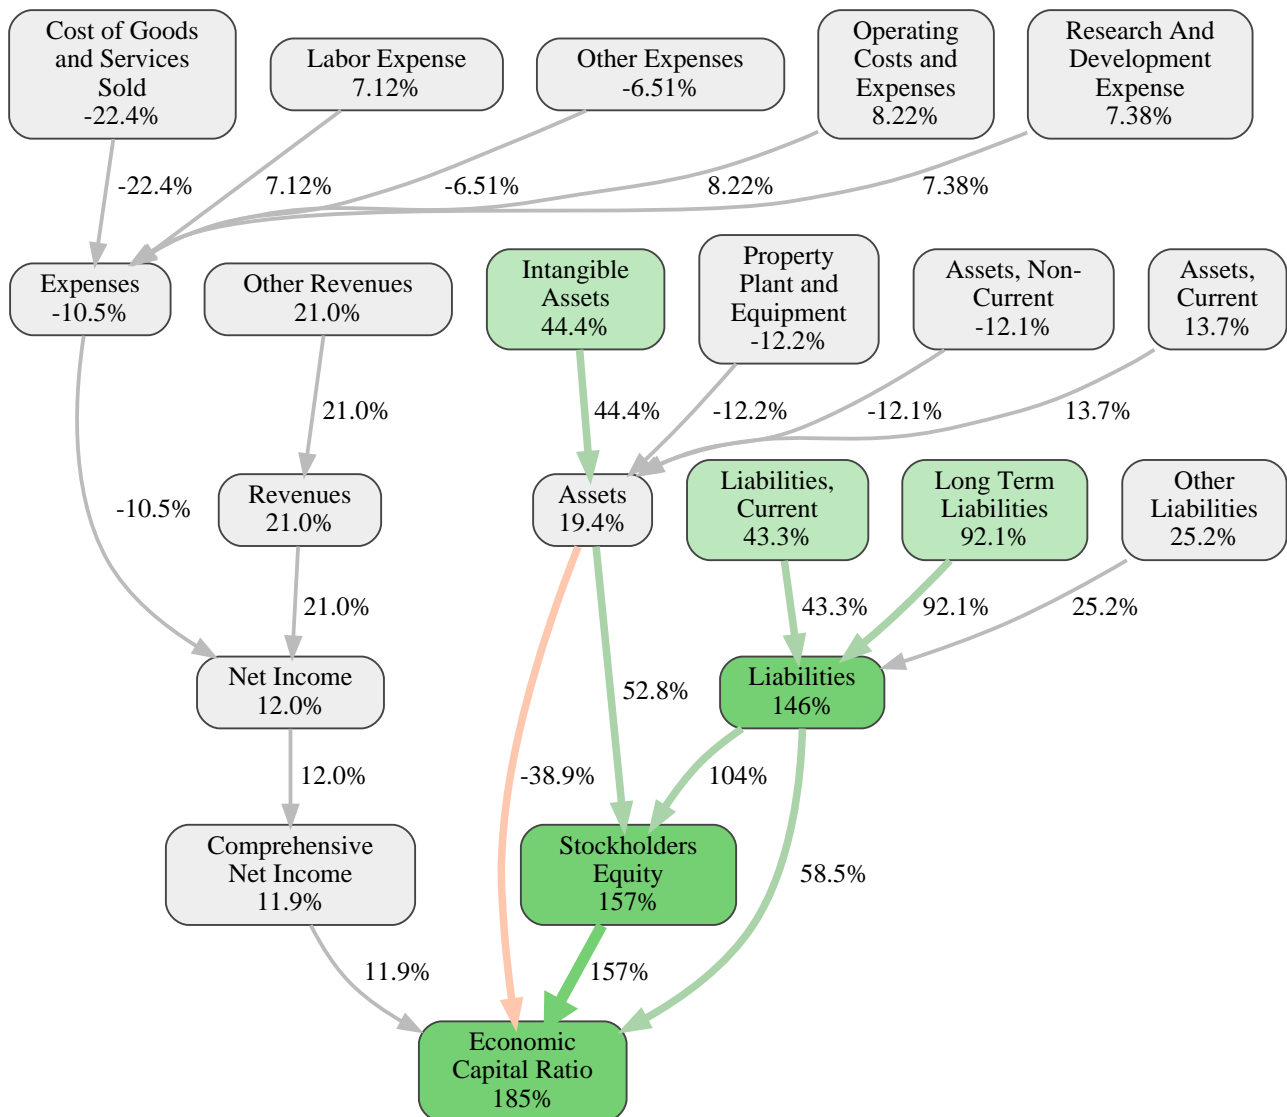 Cost of Goods
and Services
Sold
-22.4%
Labor Expense
7.12%
Other Expenses
-6.51%
Operating
Costs and
Expenses
8.22%
Research And
Development
Expense
7.38%
-22.4%
7.12%
-6.51%
8.22%
7.38%
Expenses
-10.5%
Other Revenues
21.0%
Intangible
Assets
44.4%
Property
Plant and
Equipment
-12.2%
Assets, Non-
Current
-12.1%
Assets,
Current
13.7%
21.0%
44.4%
-12.2%
-12.1%
13.7%
-10.5%
Revenues
21.0%
Assets
19.4%
Liabilities,
Current
43.3%
Long Term
Liabilities
92.1%
Other
Liabilities
25.2%
21.0%
43.3%
92.1%
25.2%
Net Income
12.0%
52.8%
Liabilities
146%
12.0%
-38.9%
104%
Comprehensive
Net Income
11.9%
Stockholders
Equity
157%
58.5%
11.9%
157%
Economic
Capital Ratio
185%